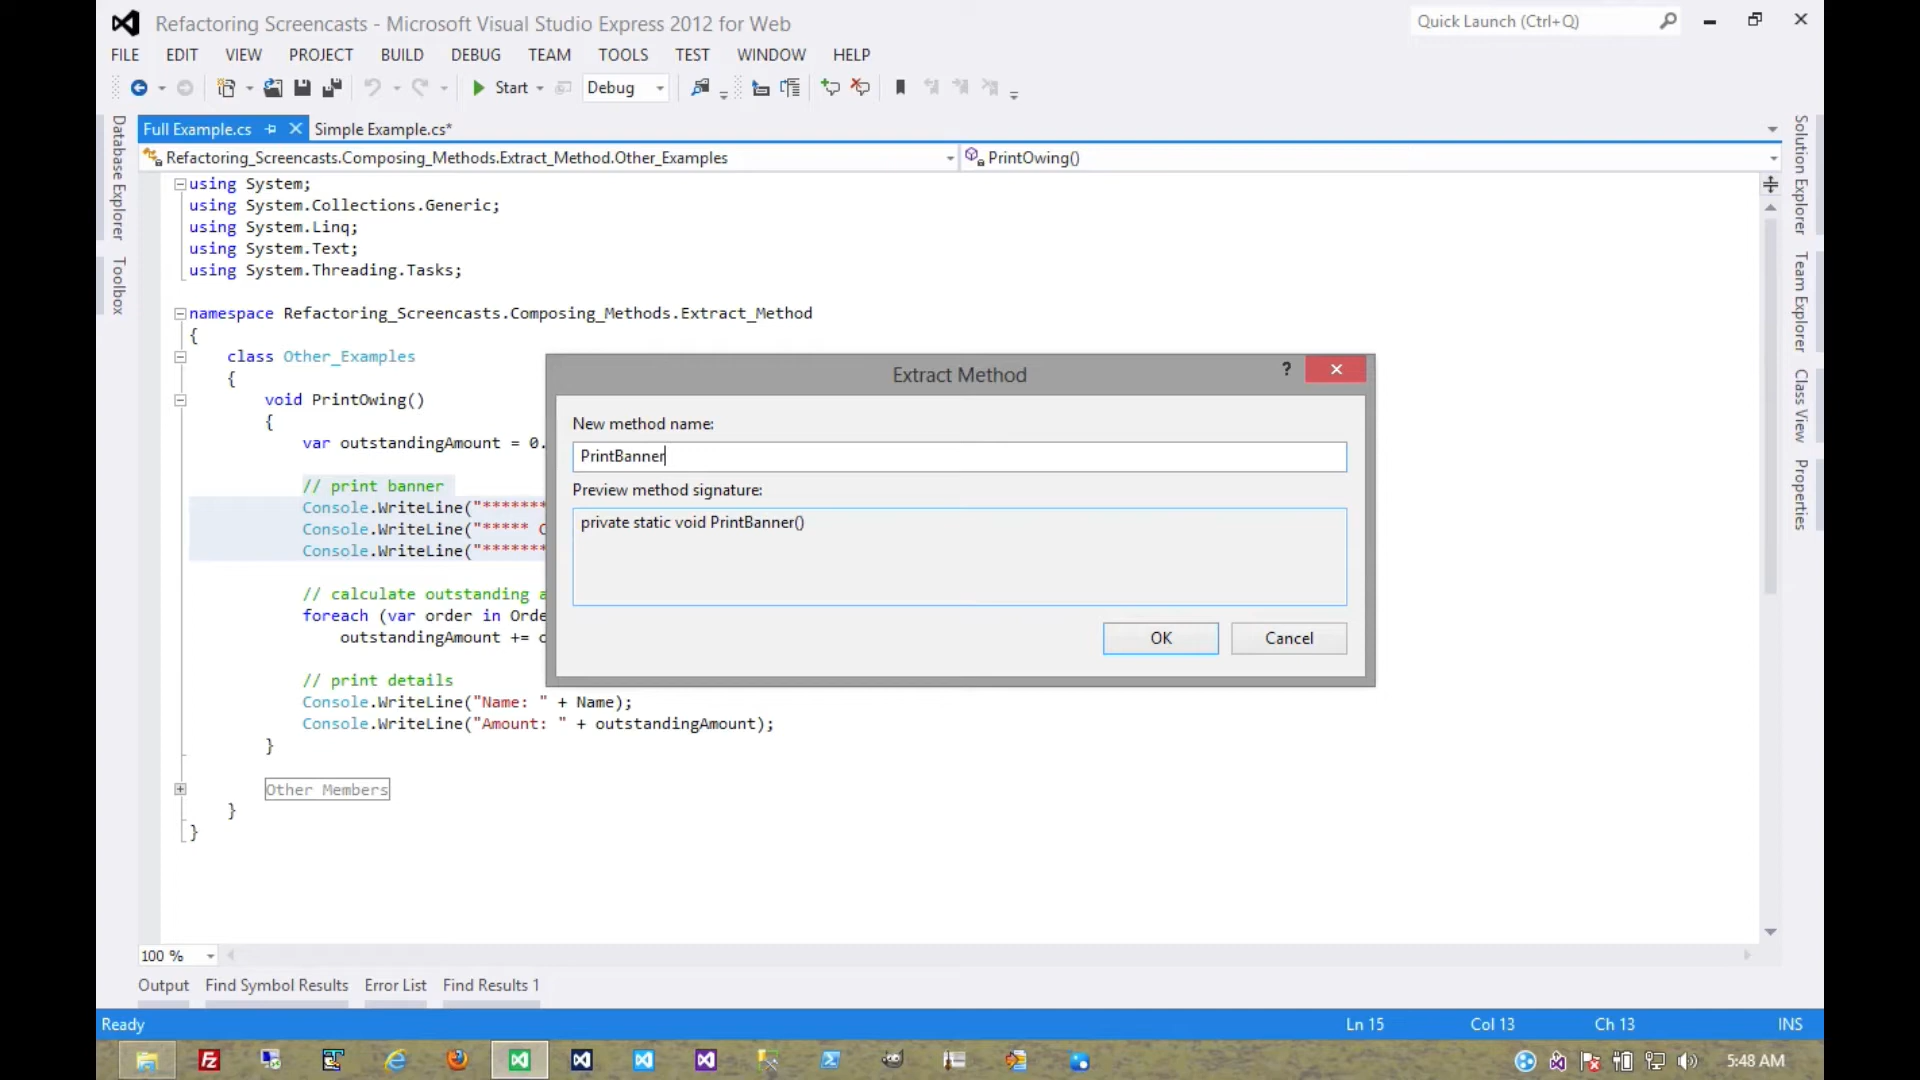 Refactoring Screencasts - Microsoft Visual Studio Express 2012 for Web
Quick Launch (Ctrl+Q)
FILE EDIT VIEW PROJECT BUILD DEBUG TEAM TOOLS TEST WINDOW HELP
Start Debug
Full Example.cs Simple Example.cs*
Refactoring_Screencasts.Composing_Methods.Extract_Method.Other_Examples PrintOwing()
Database Explorer
Toolbox
Solution Explorer
Team Explorer
Class View
Properties
using System;
using System.Collections.Generic;
using System.Linq;
using System.Text;
using System.Threading.Tasks;
namespace Refactoring_Screencasts.Composing_Methods.Extract_Method
{
class Other_Examples
{
void PrintOwing()
{
var outstandingAmount = 0.
// print banner
Console.WriteLine("*******
Console.WriteLine("*****
Console.WriteLine("*******
// calculate outstanding
foreach (var order in
outstandingAmount +=
// print details
Console.WriteLine("Name: " + Name);
Console.WriteLine("Amount: " + outstandingAmount);
}
Other Members
}
}
Extract Method
?
New method name:
PrintBanner
Preview method signature:
private static void PrintBanner()
OK Cancel
100 %
Output Find Symbol Results Error List Find Results 1
Ready Ln 15 Col 13 Ch 13 INS
5:48 AM